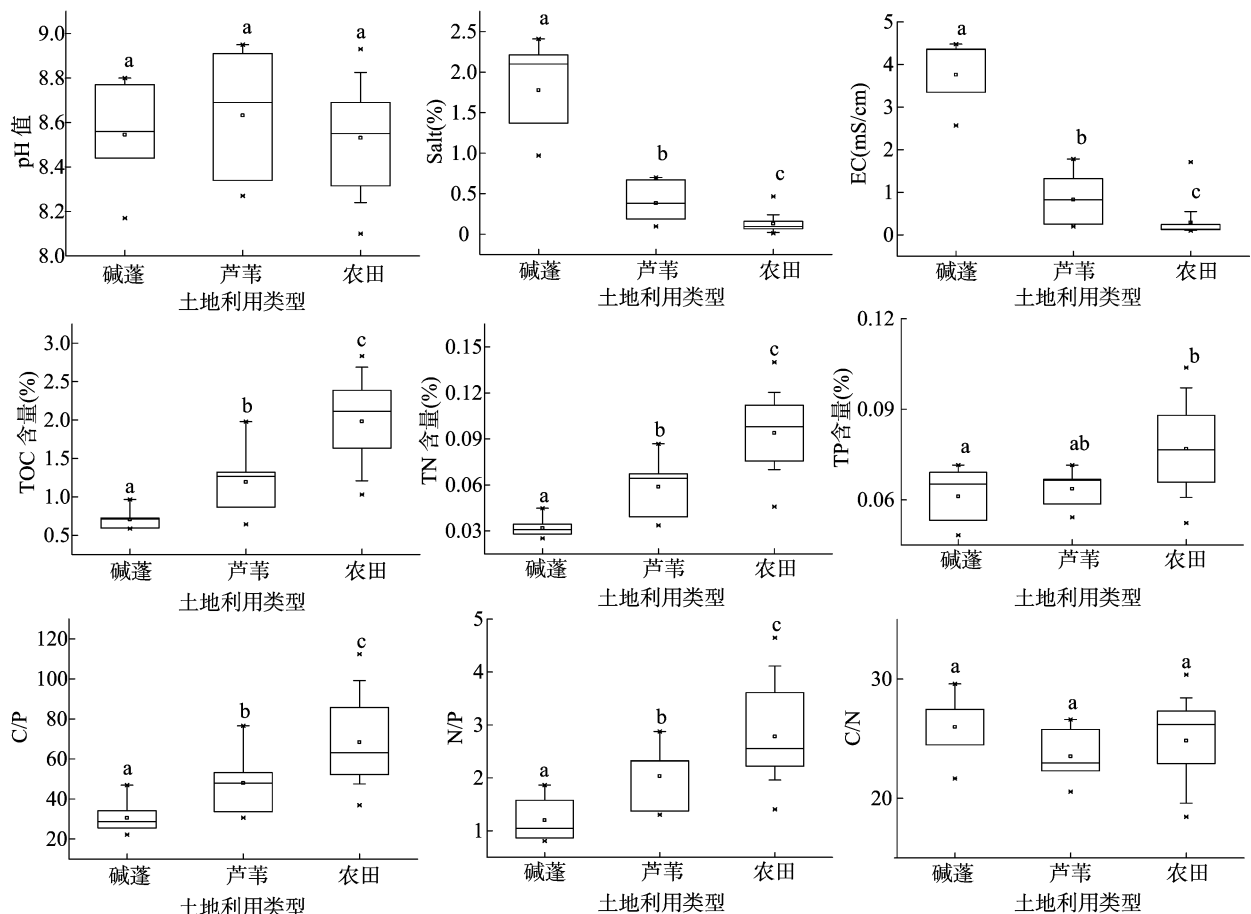 pH 值
9.0
8.8
8.6
8.4
8.2
8.0
a
a
a
碱蓬
芦苇
农田
土地利用类型
Salt(%)
2.5
2.0
1.5
1.0
0.5
0
a
b
c
碱蓬
芦苇
农田
土地利用类型
EC(mS/cm)
5
4
3
2
1
0
a
b
c
碱蓬
芦苇
农田
土地利用类型
TOC 含量(%)
3.0
2.5
2.0
1.5
1.0
0.5
a
b
c
碱蓬
芦苇
农田
土地利用类型
TN 含量(%)
0.15
0.12
0.09
0.06
0.03
a
b
c
碱蓬
芦苇
农田
土地利用类型
TP含量(%)
0.12
0.09
0.06
a
ab
b
碱蓬
芦苇
农田
土地利用类型
C/P
120
100
80
60
40
20
a
b
c
碱蓬
芦苇
农田
土地利用类型
N/P
5
4
3
2
1
a
b
c
碱蓬
芦苇
农田
土地利用类型
C/N
30
20
a
a
a
碱蓬
芦苇
农田
土地利用类型